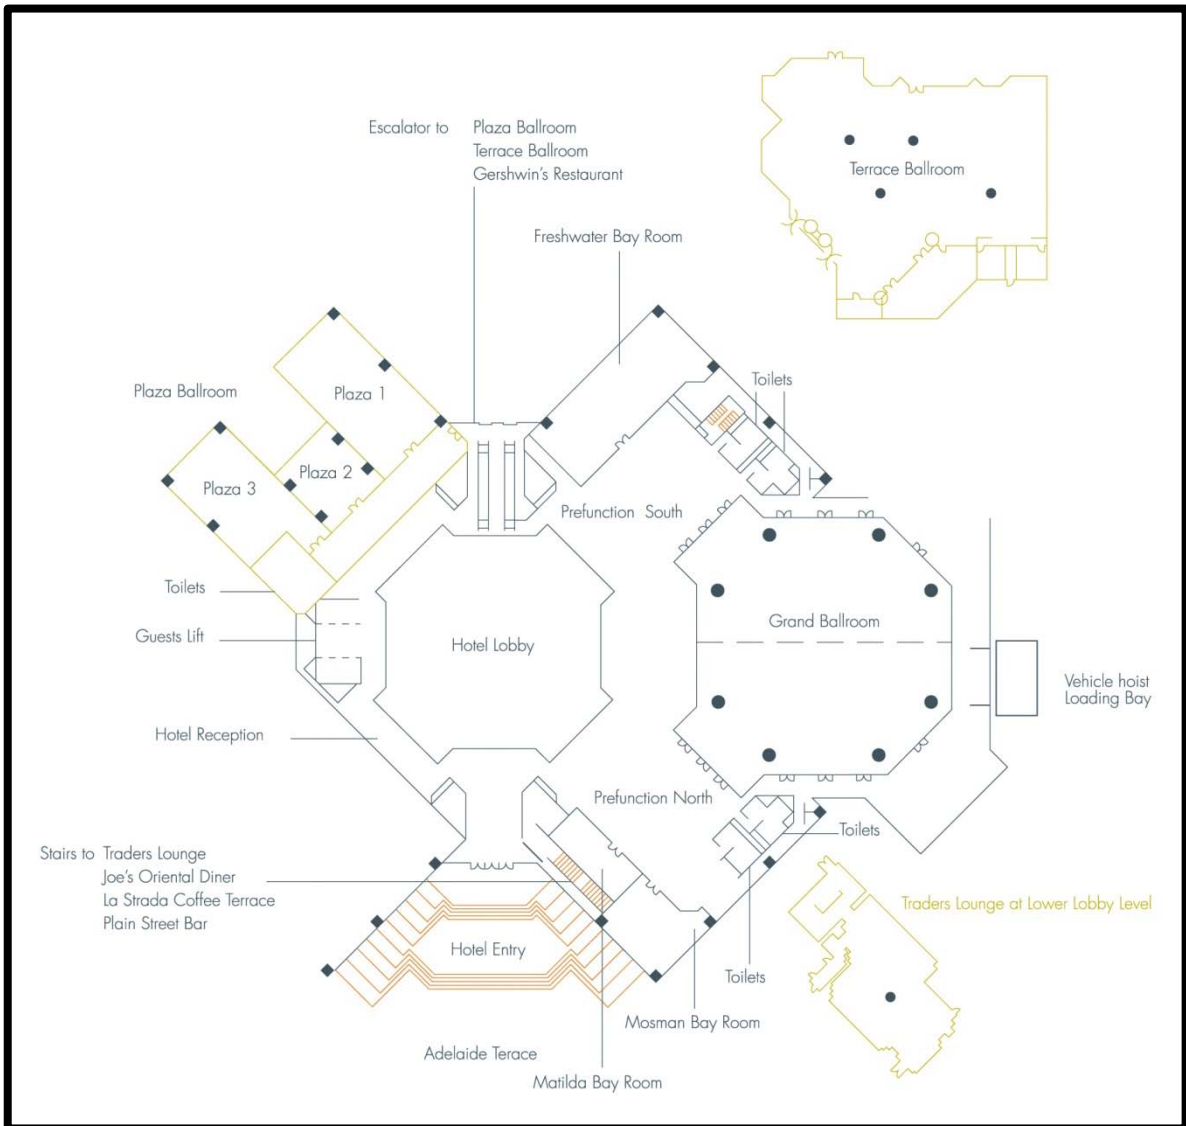 Escalator to Plaza Ballroom
Terrace Ballroom
Gershwin's Restaurant
Terrace Ballroom
Freshwater Bay Room
Toilets
Plaza Ballroom
Plaza 1
Plaza 2
Plaza 3
Prefunction South
Toilets
Guests Lift
Hotel Lobby
Grand Ballroom
Vehicle hoist
Loading Bay
Hotel Reception
Prefunction North
Toilets
Stairs to Traders Lounge
Joe's Oriental Diner
La Strada Coffee Terrace
Plain Street Bar
Traders Lounge at Lower Lobby Level
Hotel Entry
Toilets
Mosman Bay Room
Adelaide Terace
Matilda Bay Room